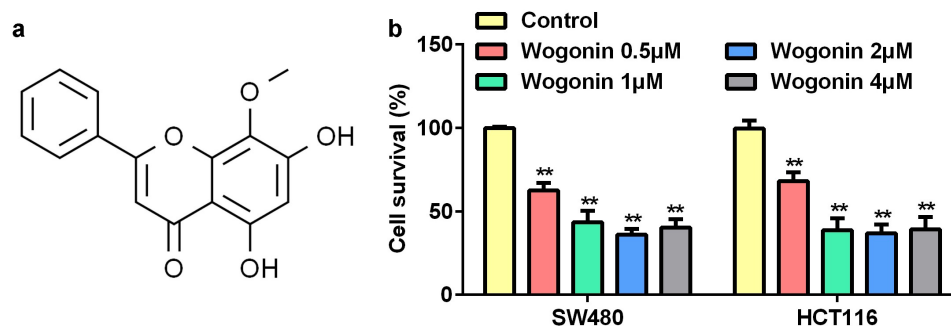 a
O
O
OH
O
OH
b
Control
Wogonin 0.5μM
Wogonin 2μM
Wogonin 1μM
Wogonin 4μM
Cell survival (%)
150
100
50
0
**
**
**
**
**
**
**
**
SW480
HCT116